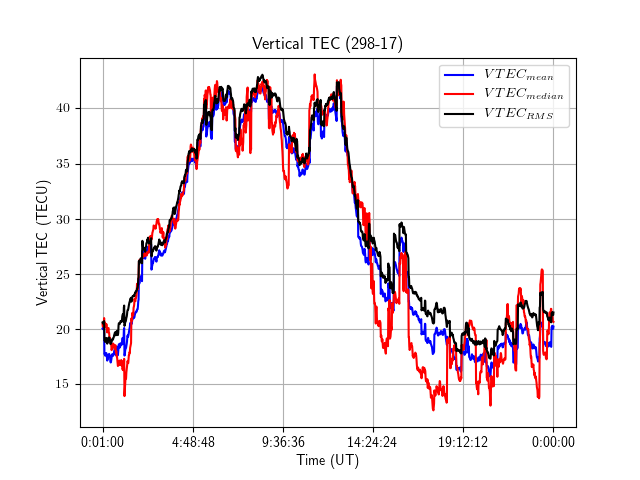 Vertical TEC (298-17)
VTEC_mean
VTEC_median
VTEC_RMS
Vertical TEC (TECU)
40
35
30
25
20
15
0:01:00 4:48:48 9:36:36 14:24:24 19:12:12 0:00:00
Time (UT)